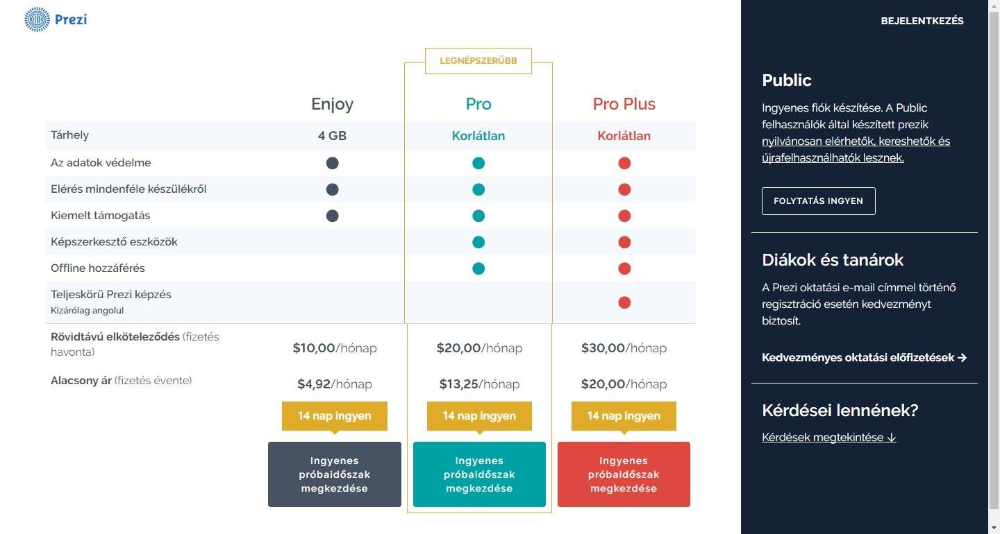 Prezi
BEJELENTKEZÉS
LEGNÉPSZERŰBB
Enjoy Pro Pro Plus
Tárhely 4 GB Korlátlan Korlátlan
Az adatok védelme
Elérés mindenféle készülékről
Kiemelt támogatás
Képszerkesztő eszközök
Offline hozzáférés
Teljeskörű Prezi képzés
Kizárólag angolul
Rövidtávú elköteleződés (fizetés
havonta)
$10,00/hónap $20,00/hónap $30,00/hónap
Alacsony ár (fizetés évente) $4,92/hónap $13,25/hónap $20,00/hónap
14 nap ingyen 14 nap ingyen 14 nap ingyen
Ingyenes Ingyenes Ingyenes
próbaidőszak próbaidőszak próbaidőszak
megkezdése megkezdése megkezdése
Public
Ingyenes fiók készítése. A Public
felhasználók által készített prezik
nyilvánosan elérhetők, kereshetők és
újrafelhasználhatók lesznek.
FOLYTATÁS INGYEN
Diákok és tanárok
A Prezi oktatási e-mail címmel történő
regisztráció esetén kedvezményt
biztosít.
Kedvezményes oktatási előfizetések →
Kérdései lennének?
Kérdések megtekintése ↓